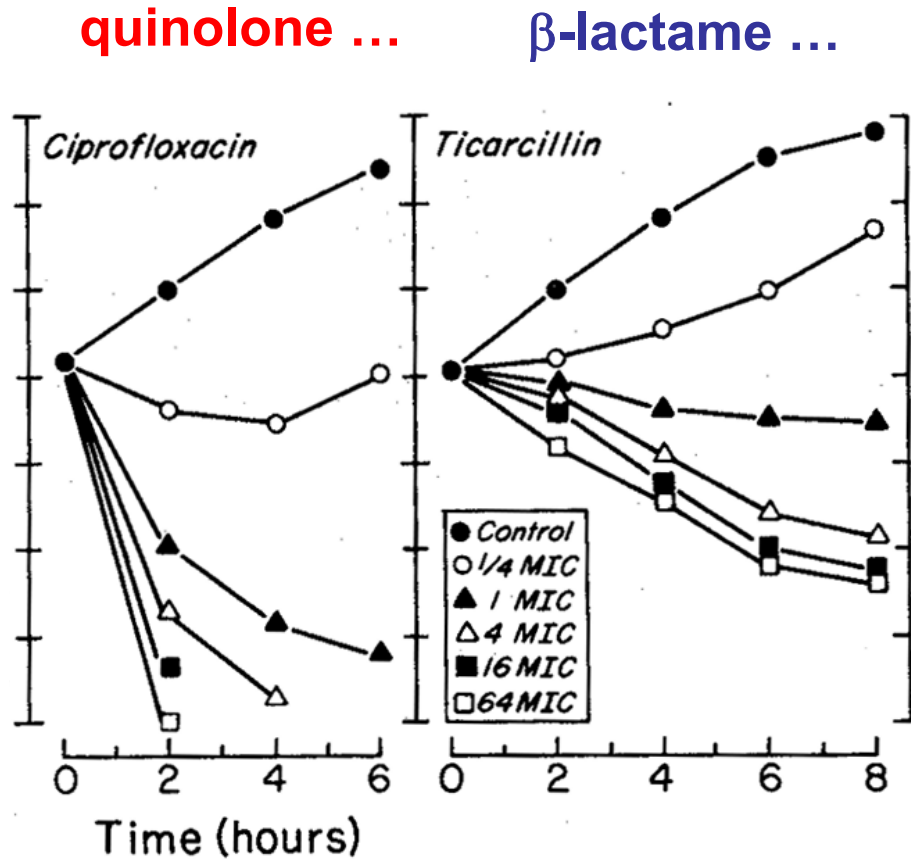 quinolone … β-lactame …
Ciprofloxacin
Ticarcillin
Control
1/4 MIC
1 MIC
4 MIC
16 MIC
64 MIC
0 2 4 6
0 2 4 6 8
Time (hours)